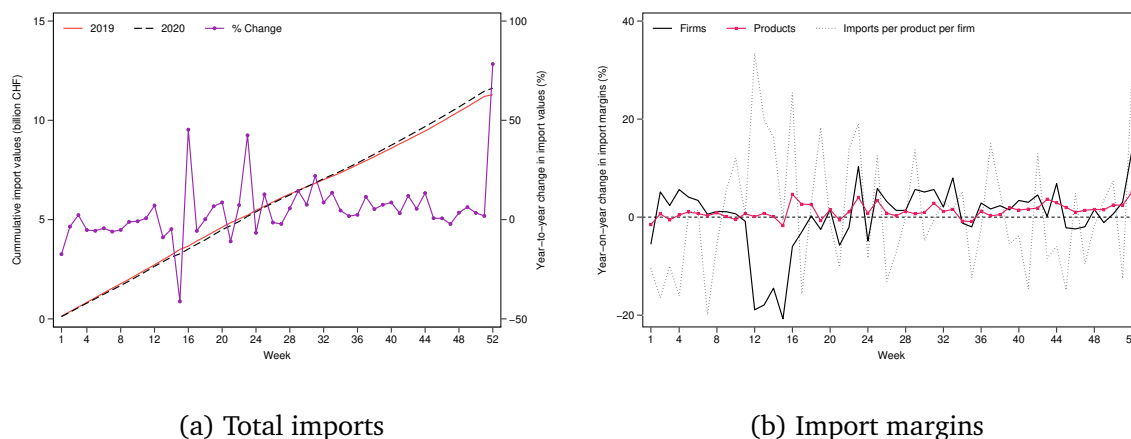 2019 2020 % Change
Cummulative import values (billion CHF)
15
10
5
0
100
50
0
−50
Year−to−year change in import values (%)
1 4 8 12 16 20 24 28 32 36 40 44 48 52
Week
(a) Total imports
Firms Products Imports per product per firm
Year−on−year change in import margins (%)
40
20
0
−20
1 4 8 12 16 20 24 28 32 36 40 44 48 5
Week
(b) Import margins